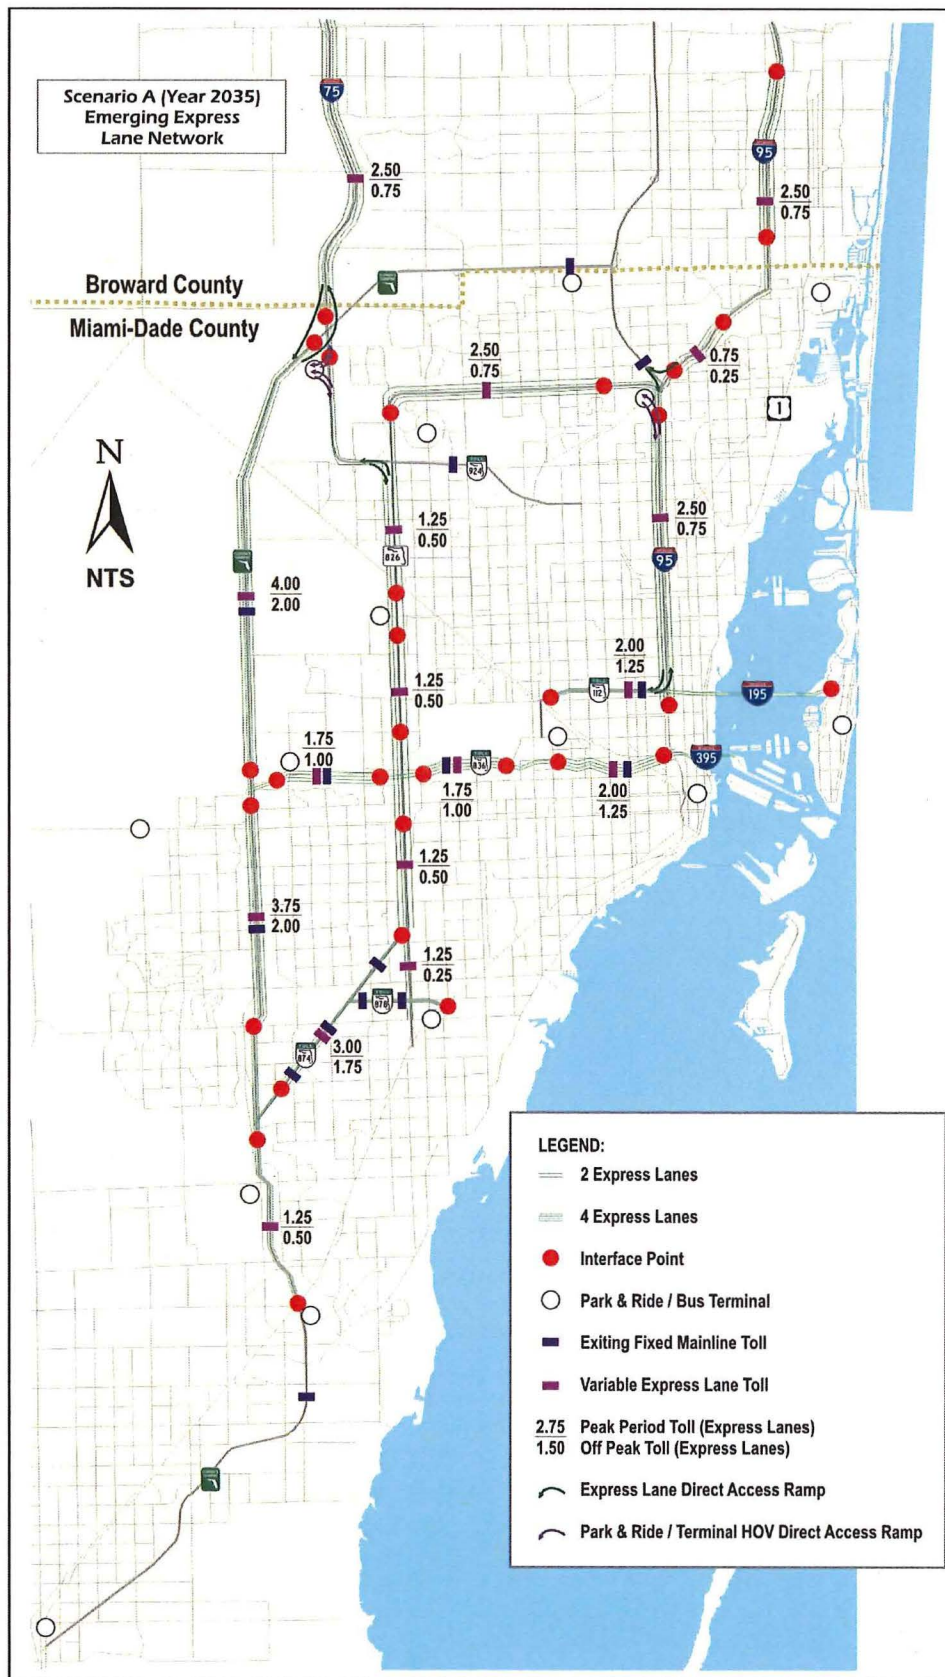 Scenario A (Year 2035)
Emerging Express
Lane Network
75
95
2.50
0.75
2.50
0.75
Broward County
Miami-Dade County
2.50
0.75
0.75
0.25
1
N
NTS
924
1.25
0.50
826
2.50
0.75
95
4.00
2.00
2.00
1.25
112
195
1.25
0.50
1.75
1.00
836
395
1.75
1.00
2.00
1.25
1.25
0.50
3.75
2.00
1.25
0.25
878
874
3.00
1.75
1.25
0.50
LEGEND:
2 Express Lanes
4 Express Lanes
Interface Point
Park & Ride / Bus Terminal
Exiting Fixed Mainline Toll
Variable Express Lane Toll
2.75 Peak Period Toll (Express Lanes)
1.50 Off Peak Toll (Express Lanes)
Express Lane Direct Access Ramp
Park & Ride / Terminal HOV Direct Access Ramp